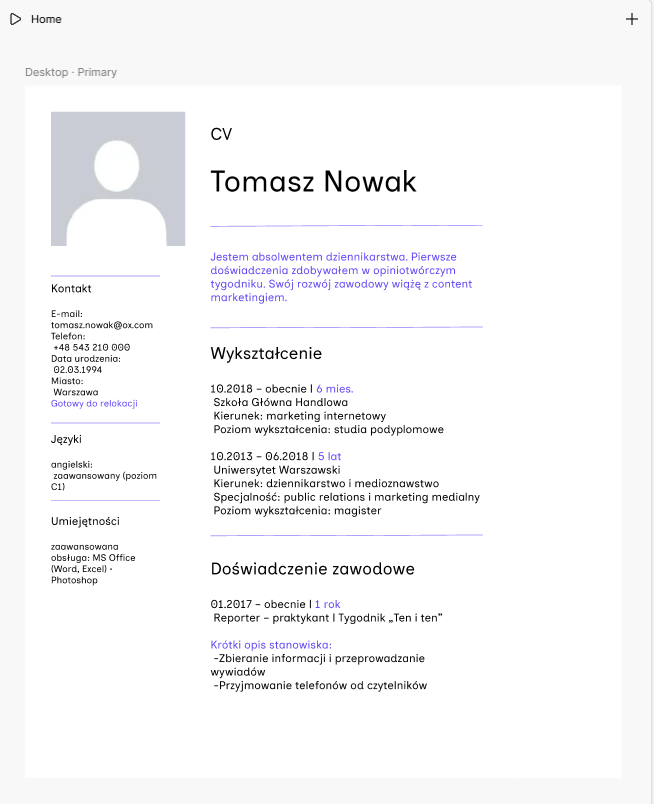 Home
Desktop · Primary
CV
Tomasz Nowak
Jestem absolwentem dziennikarstwa. Pierwsze
doświadczenia zdobywałem w opiniotwórczym
tygodniku. Swój rozwój zawodowy wiążę z content
marketingiem.
Kontakt
E-mail:
tomasz.nowak@ox.com
Telefon:
+48 543 210 000
Data urodzenia:
02.03.1994
Miasto:
Warszawa
Gotowy do relokacji
Języki
angielski:
zaawansowany (poziom
C1)
Umiejętności
zaawansowana
obsługa: MS Office
(Word, Excel) •
Photoshop
Wykształcenie
10.2018 – obecnie | 6 mies.
Szkoła Główna Handlowa
Kierunek: marketing internetowy
Poziom wykształcenia: studia podyplomowe
10.2013 – 06.2018 | 5 lat
Uniwersytet Warszawski
Kierunek: dziennikarstwo i medioznawstwo
Specjalność: public relations i marketing medialny
Poziom wykształcenia: magister
Doświadczenie zawodowe
01.2017 – obecnie | 1 rok
Reporter – praktykant | Tygodnik „Ten i ten”
Krótki opis stanowiska:
-Zbieranie informacji i przeprowadzanie
wywiadów
-Przyjmowanie telefonów od czytelników